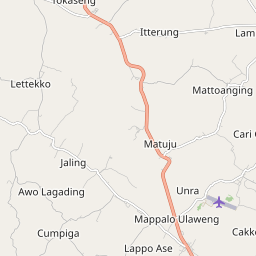 Tokaseng
Itterung
Lam
Lettekko
Mattoanging
Cari
Matuju
Jaling
Awo Lagading
Unra
Mappalo Ulaweng
Cumpiga
Cakke
Lappo Ase